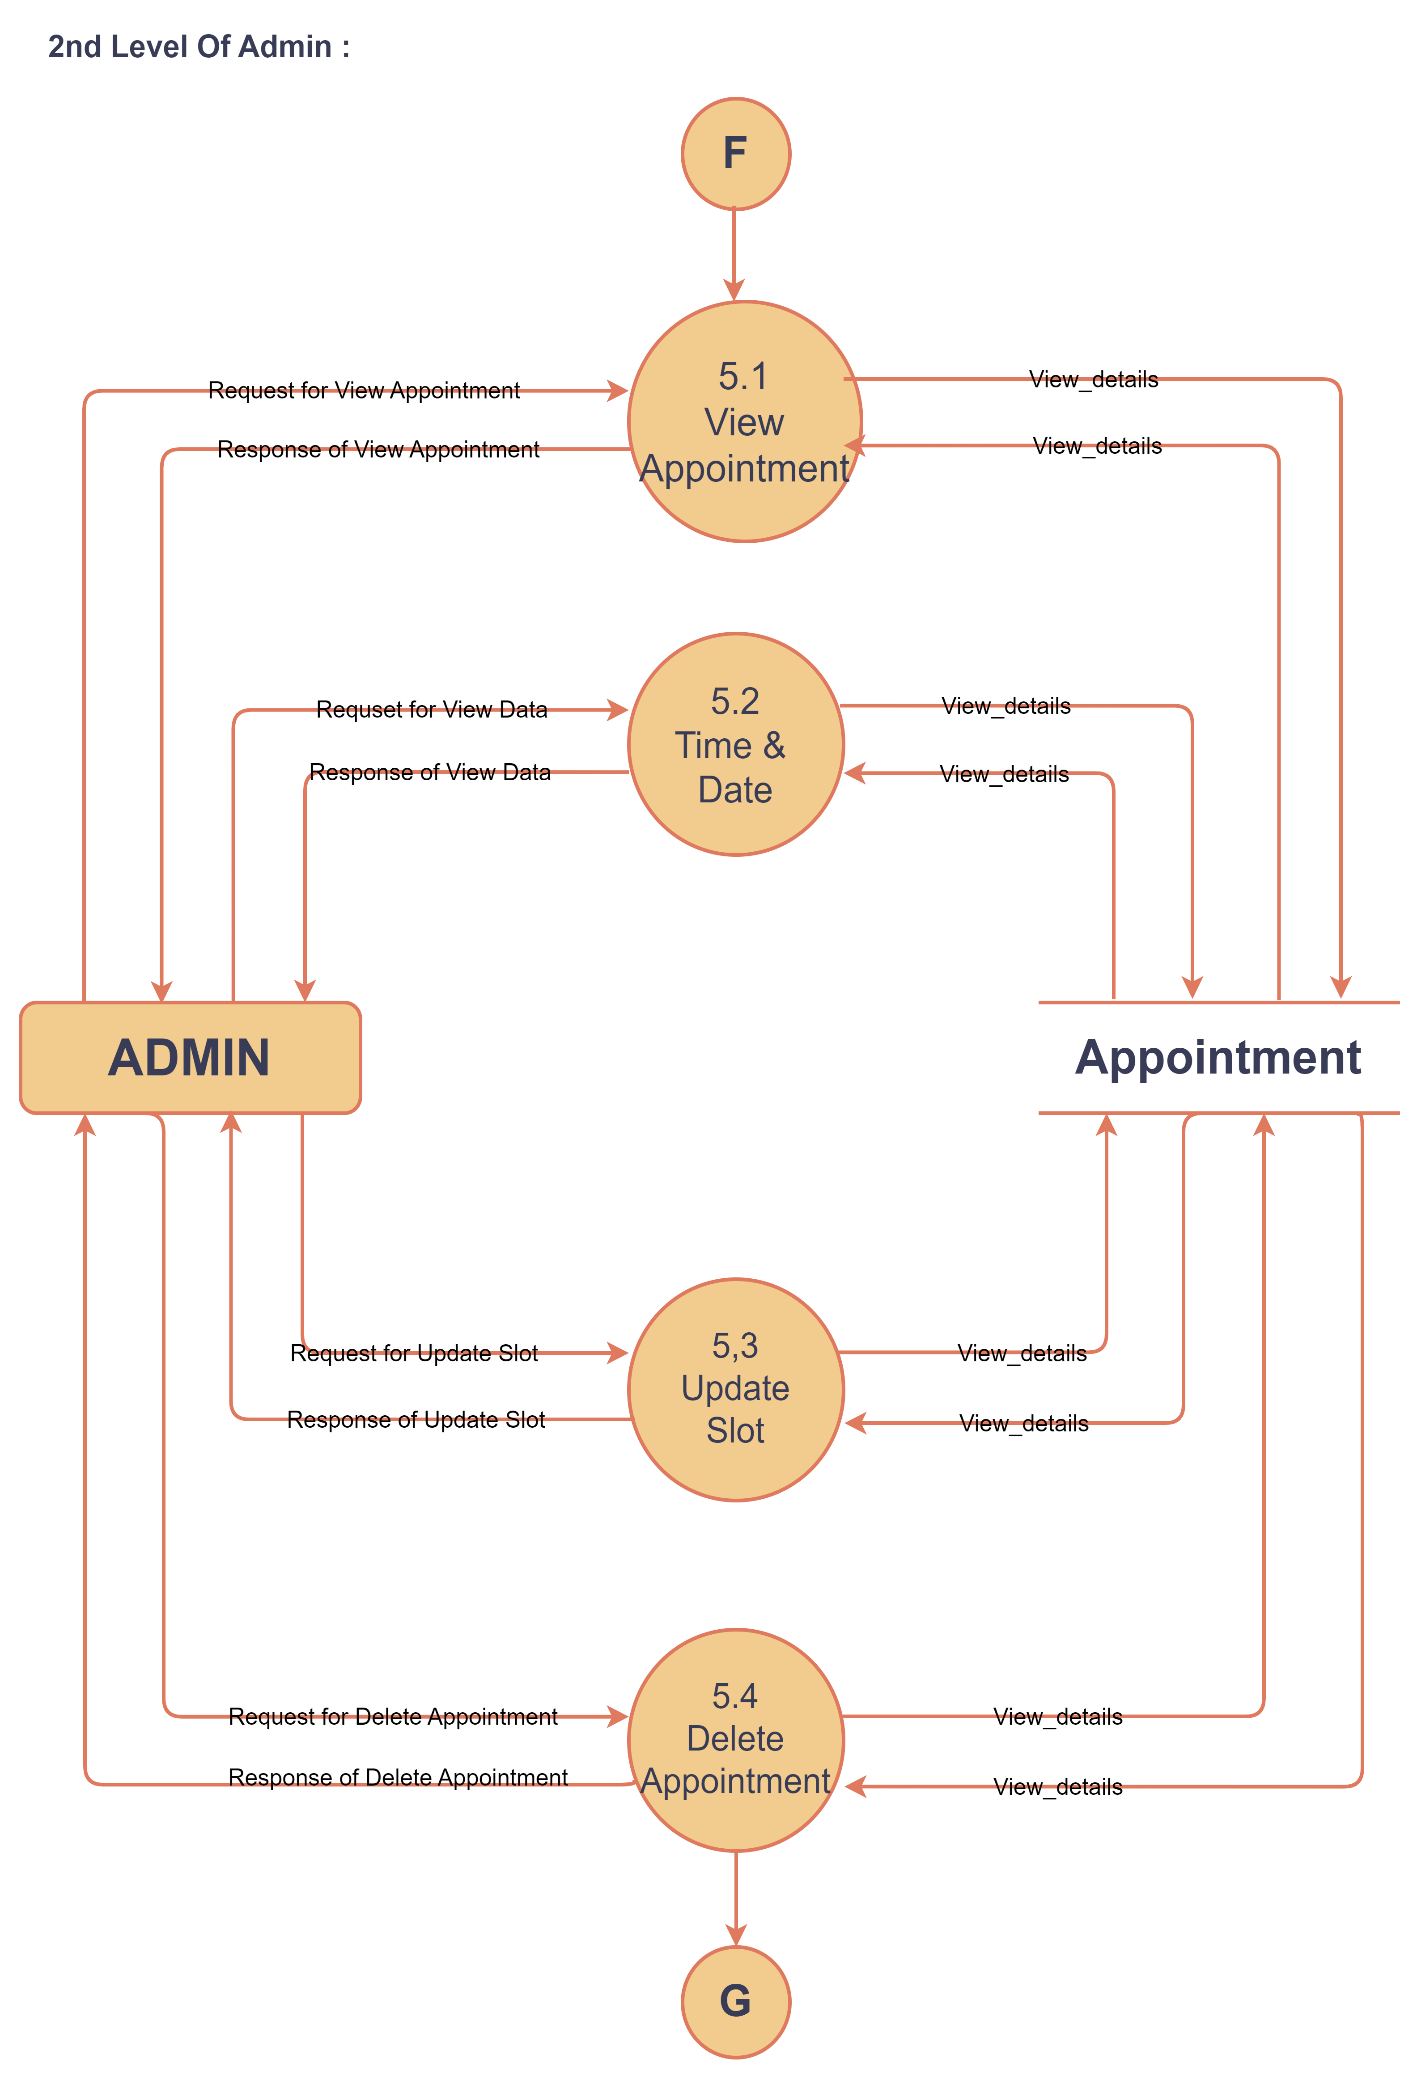 2nd Level Of Admin :
F
5.1
View
Appointment
Request for View Appointment
Response of View Appointment
View_details
View_details
5.2
Time &
Date
Requset for View Data
Response of View Data
View_details
View_details
ADMIN
Appointment
5,3
Update
Slot
Request for Update Slot
Response of Update Slot
View_details
View_details
5.4
Delete
Appointment
Request for Delete Appointment
Response of Delete Appointment
View_details
View_details
G